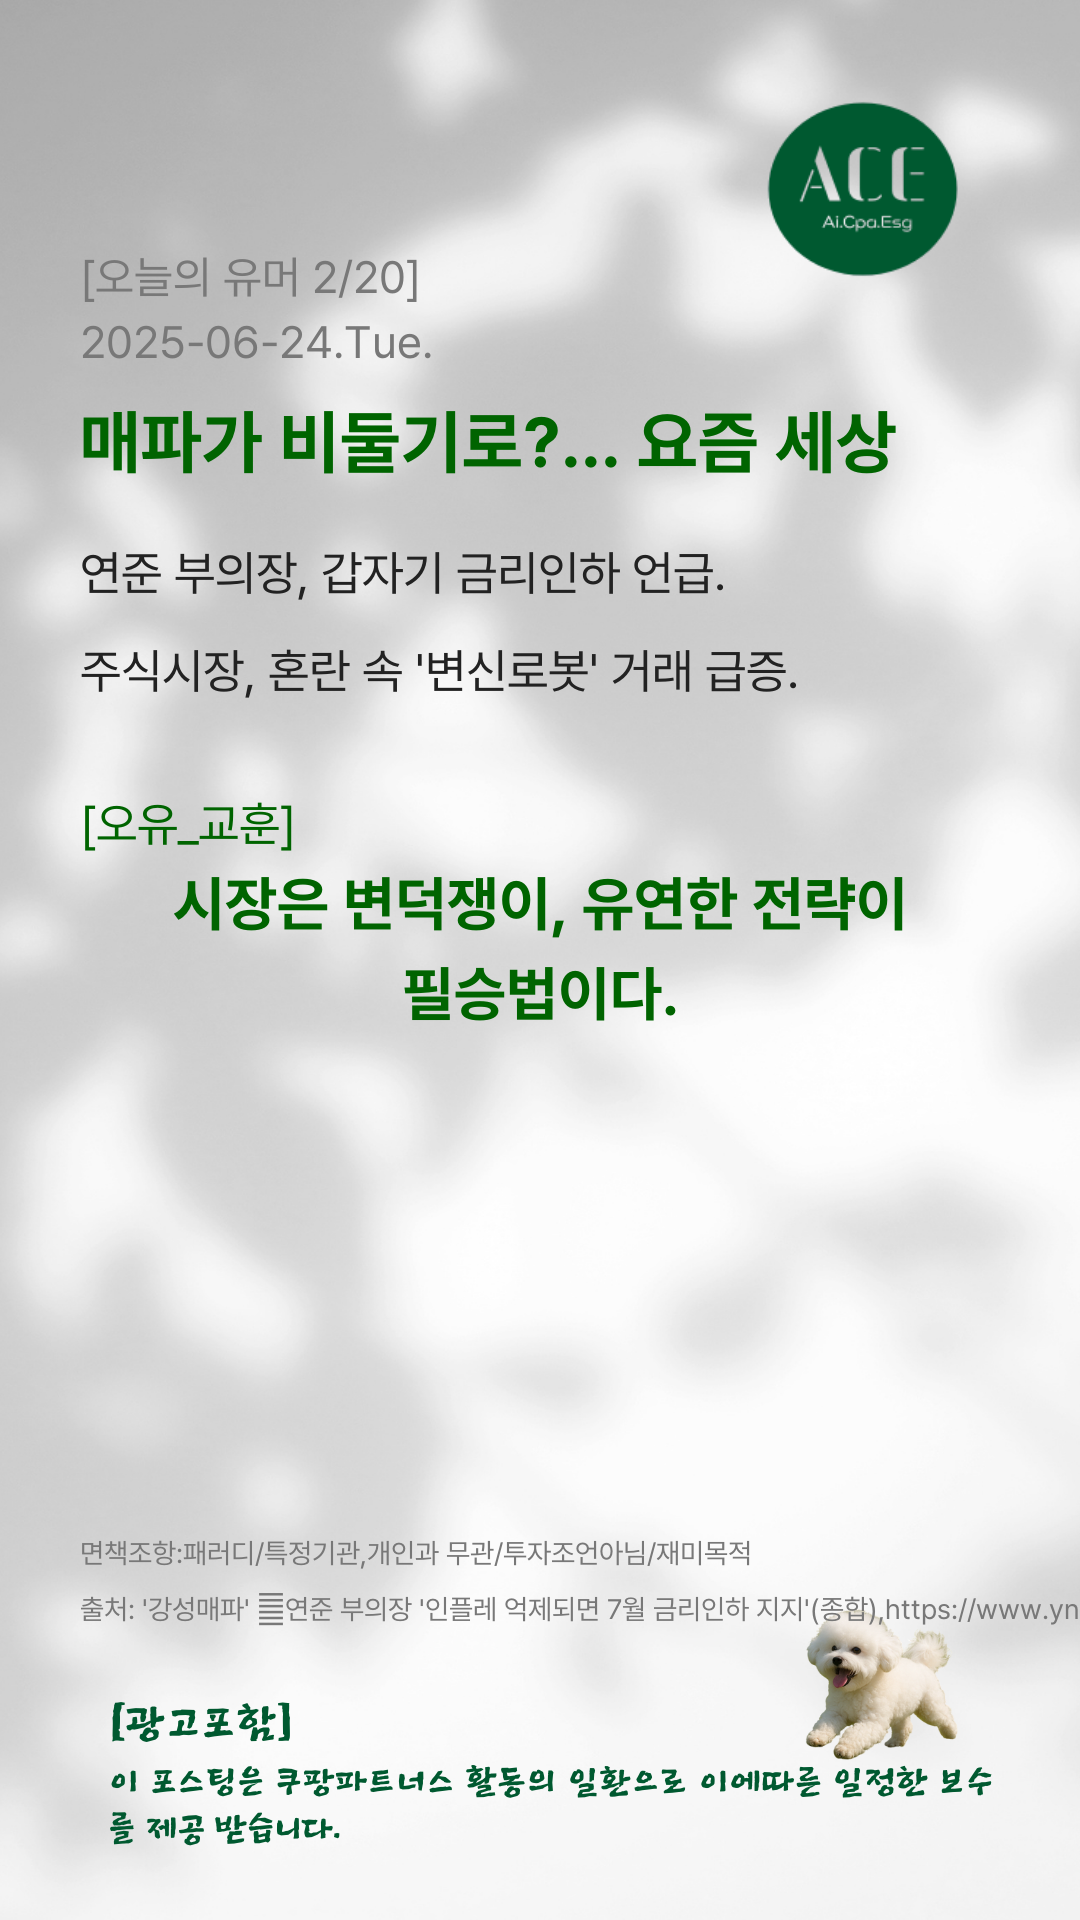 ACE
Ai.Cpa.Esg
[오늘의 유머 2/20]
2025-06-24.Tue.
매파가 비둘기로?... 요즘 세상
연준 부의장, 갑자기 금리인하 언급.
주식시장, 혼란 속 '변신로봇' 거래 급증.
[오유_교훈]
시장은 변덕쟁이, 유연한 전략이
필승법이다.
면책조항:패러디/특정기관,개인과 무관/투자조언아님/재미목적
출처: '강성매파' 연준 부의장 '인플레 억제되면 7월 금리인하 지지'(종합),https://www.yn
[광고포함]
이 포스팅은 쿠팡파트너스 활동의 일환으로 이에따른 일정한 보수
를 제공 받습니다.